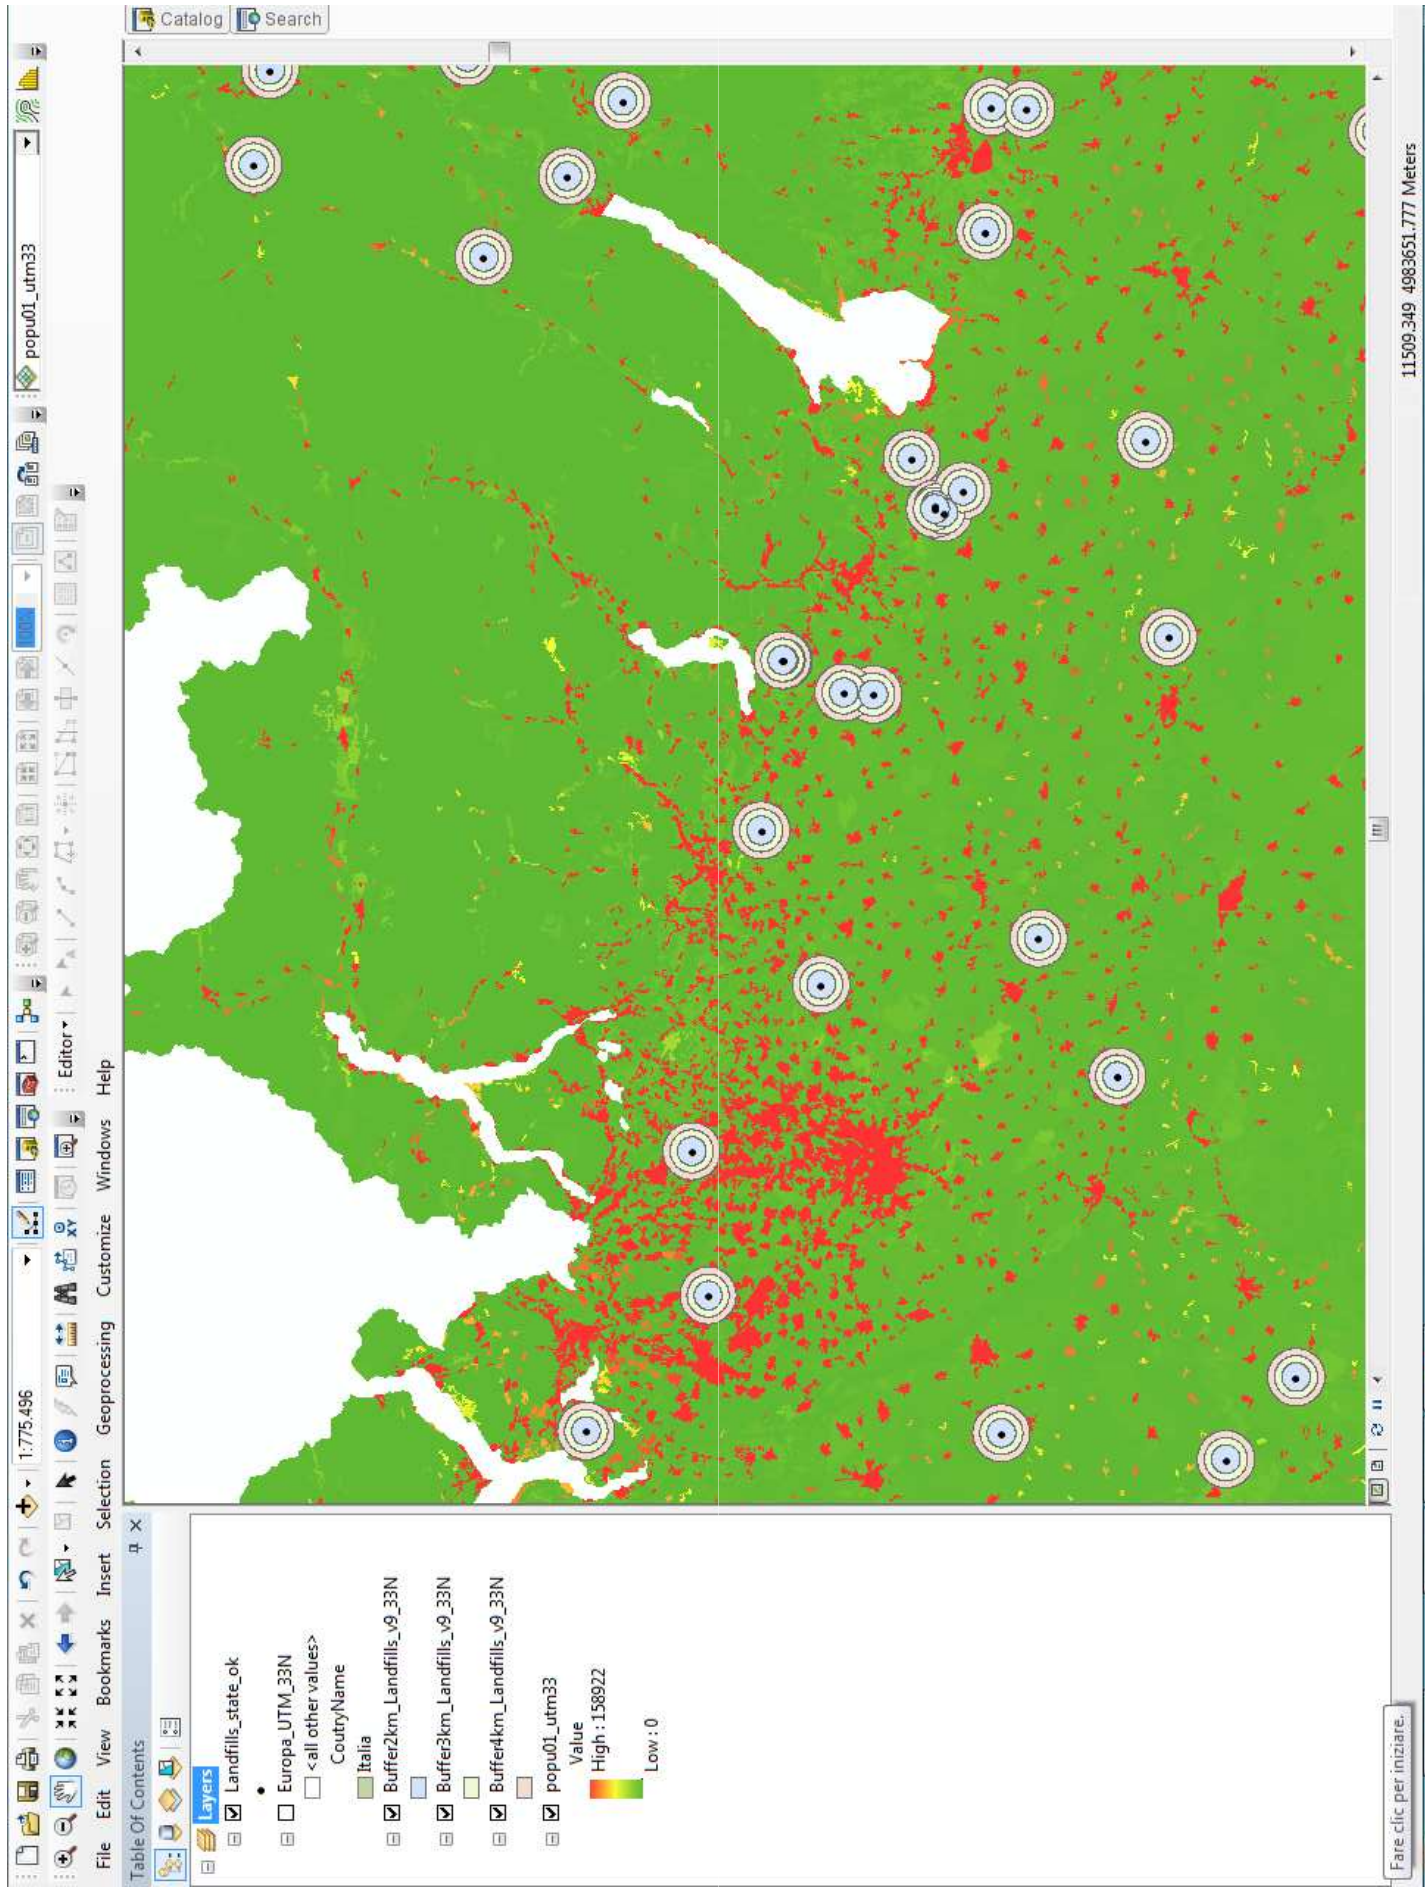 popu01_utm33
1:775.496
100%
Editor
File Edit View Bookmarks Insert Selection Geoprocessing Customize Windows Help
Table Of Contents
Catalog
Search
Layers
Landfills_state_ok
Europa_UTM_33N
<all other values>
CoutryName
Italia
Buffer2km_Landfills_v9_33N
Buffer3km_Landfills_v9_33N
Buffer4km_Landfills_v9_33N
popu01_utm33
Value
High : 158922
Low : 0
Fare clic per iniziare.
11509.349 4983651.777 Meters